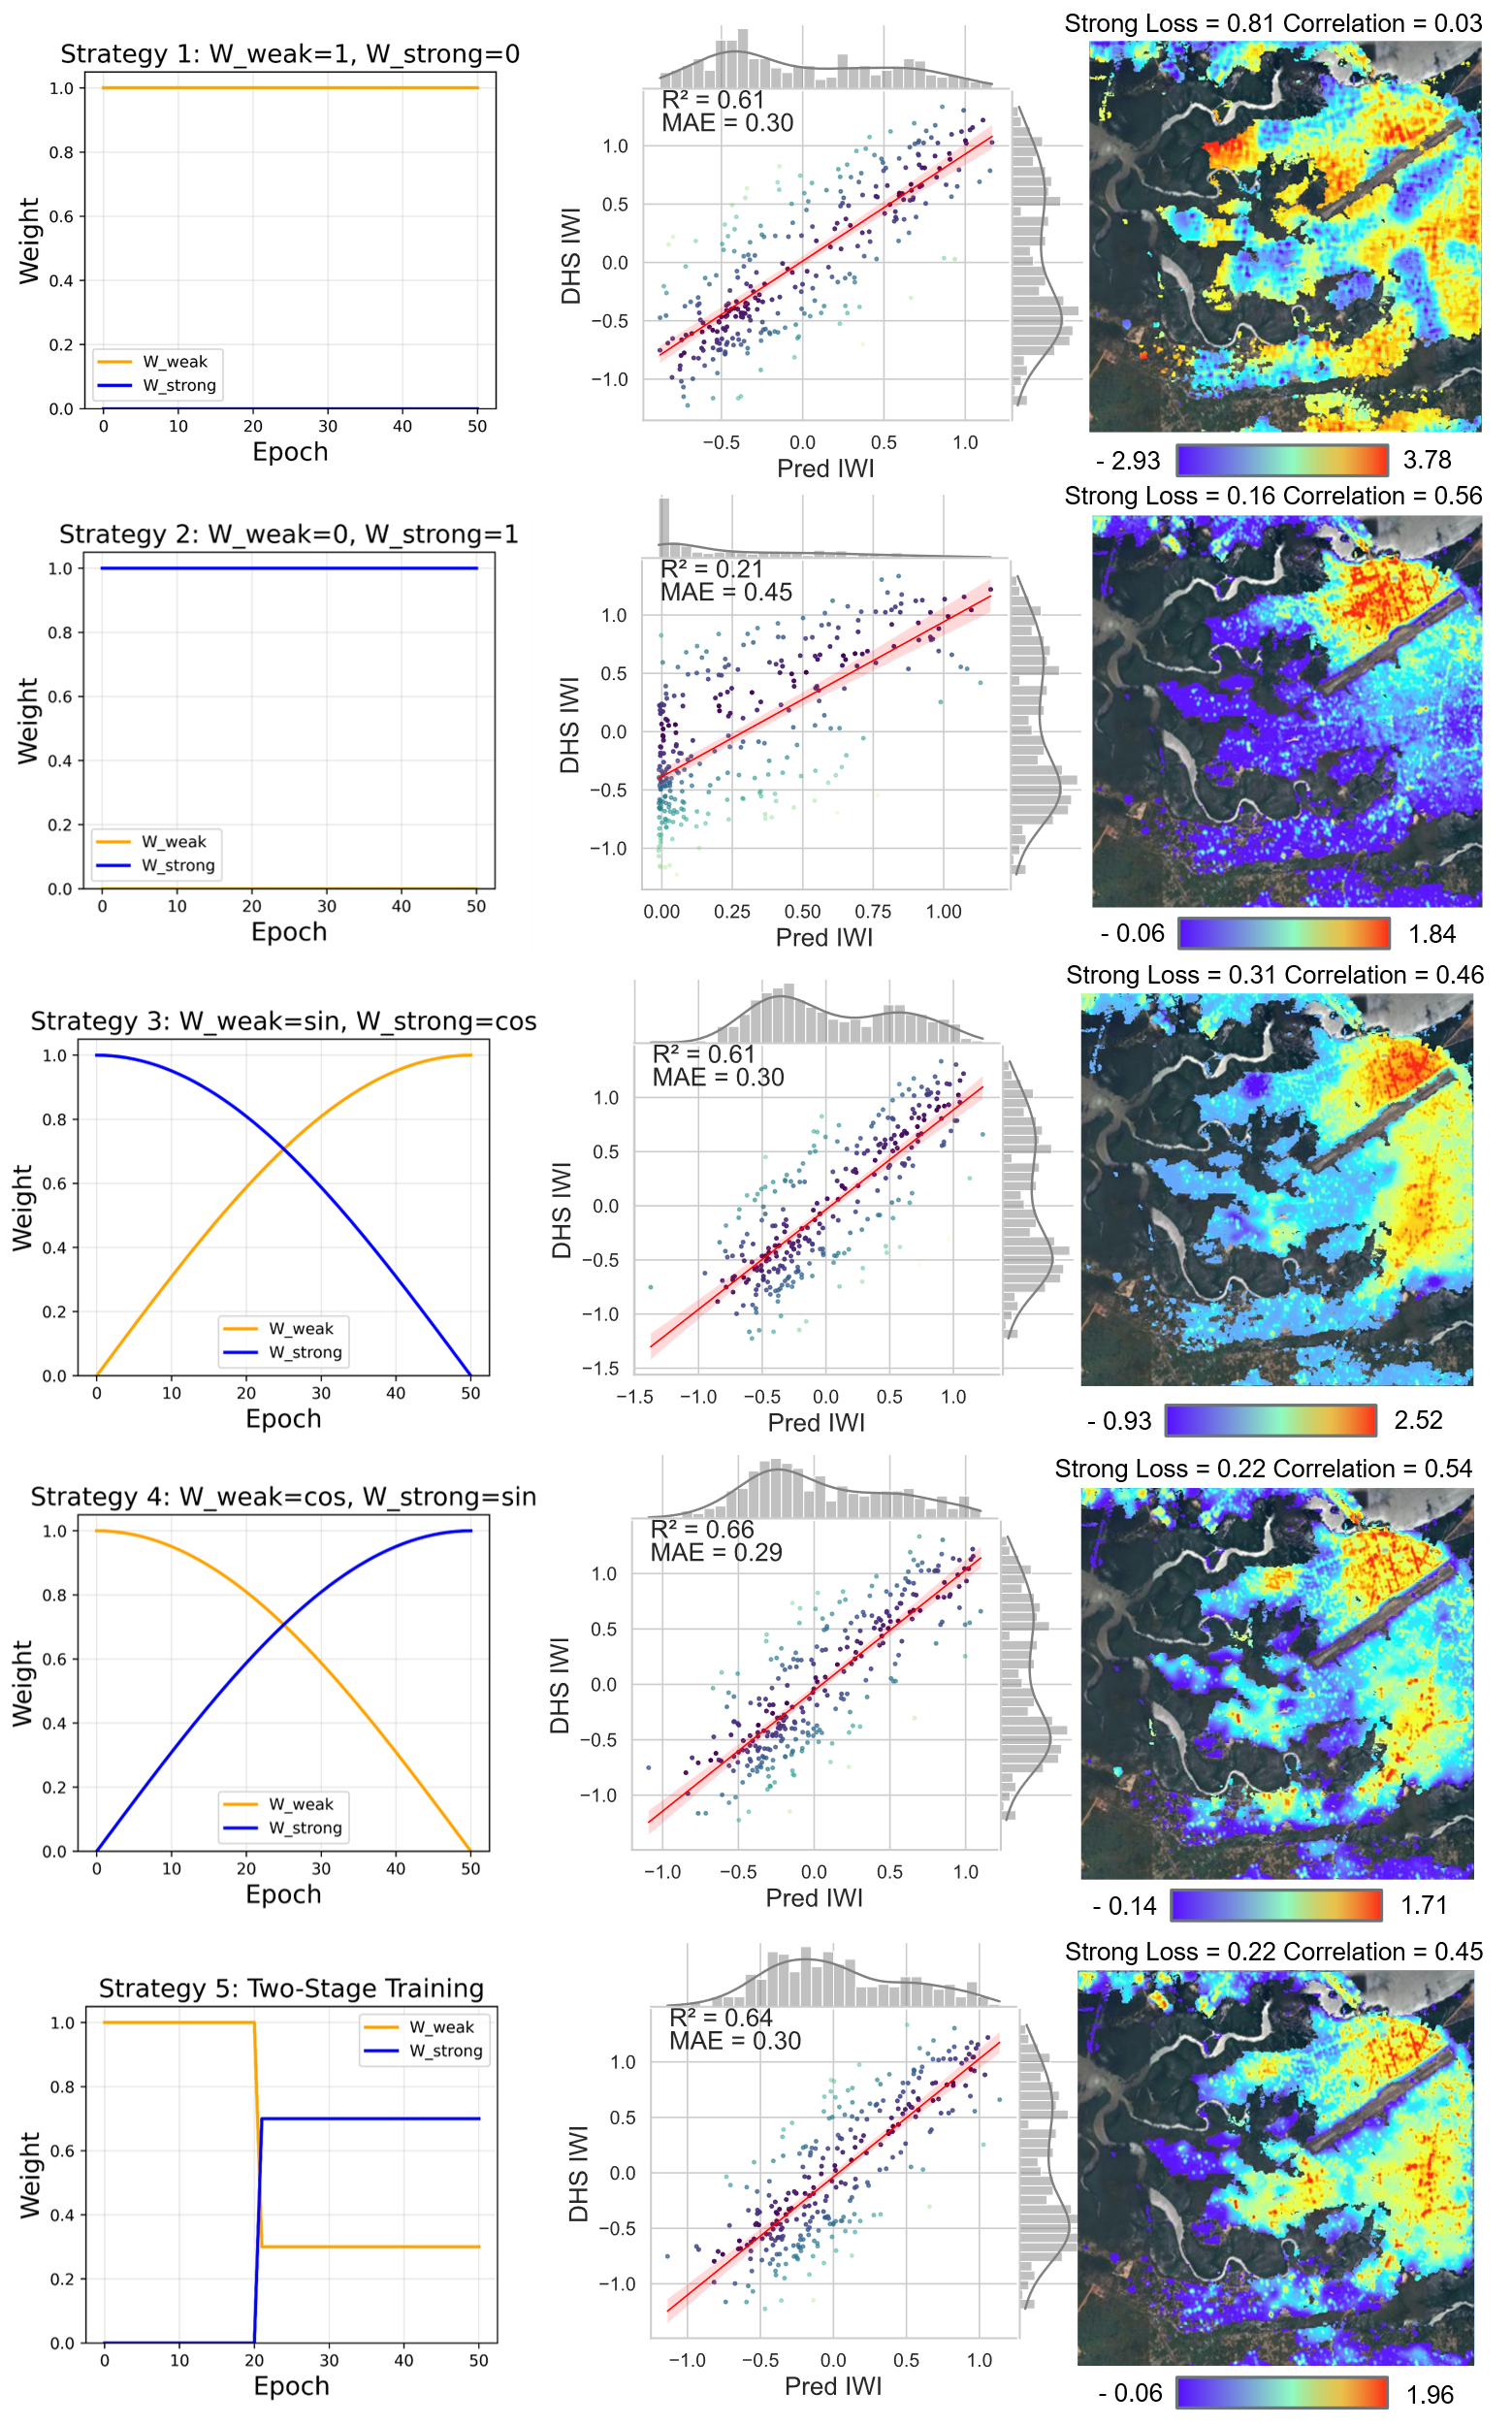 Strategy 1: W_weak=1, W_strong=0
1.0
0.8
0.6
0.4
0.2
0.0
Weight
W_weak
W_strong
0 10 20 30 40 50
Epoch
R² = 0.61
MAE = 0.30
1.0
0.5
0.0
−0.5
−1.0
DHS IWI
−0.5 0.0 0.5 1.0
Pred IWI
Strong Loss = 0.81 Correlation = 0.03
- 2.93 3.78
Strategy 2: W_weak=0, W_strong=1
1.0
0.8
0.6
0.4
0.2
0.0
Weight
W_weak
W_strong
0 10 20 30 40 50
Epoch
R² = 0.21
MAE = 0.45
1.0
0.5
0.0
−0.5
−1.0
DHS IWI
0.00 0.25 0.50 0.75 1.00
Pred IWI
Strong Loss = 0.16 Correlation = 0.56
- 0.06 1.84
Strategy 3: W_weak=sin, W_strong=cos
1.0
0.8
0.6
0.4
0.2
0.0
Weight
W_weak
W_strong
0 10 20 30 40 50
Epoch
R² = 0.61
MAE = 0.30
1.0
0.5
0.0
−0.5
−1.0
−1.5
DHS IWI
−1.5 −1.0 −0.5 0.0 0.5 1.0
Pred IWI
Strong Loss = 0.31 Correlation = 0.46
- 0.93 2.52
Strategy 4: W_weak=cos, W_strong=sin
1.0
0.8
0.6
0.4
0.2
0.0
Weight
W_weak
W_strong
0 10 20 30 40 50
Epoch
R² = 0.66
MAE = 0.29
1.0
0.5
0.0
−0.5
−1.0
DHS IWI
−1.0 −0.5 0.0 0.5 1.0
Pred IWI
Strong Loss = 0.22 Correlation = 0.54
- 0.14 1.71
Strategy 5: Two-Stage Training
1.0
0.8
0.6
0.4
0.2
0.0
Weight
W_weak
W_strong
0 10 20 30 40 50
Epoch
R² = 0.64
MAE = 0.30
1.0
0.5
0.0
−0.5
−1.0
DHS IWI
−1.0 −0.5 0.0 0.5 1.0
Pred IWI
Strong Loss = 0.22 Correlation = 0.45
- 0.06 1.96